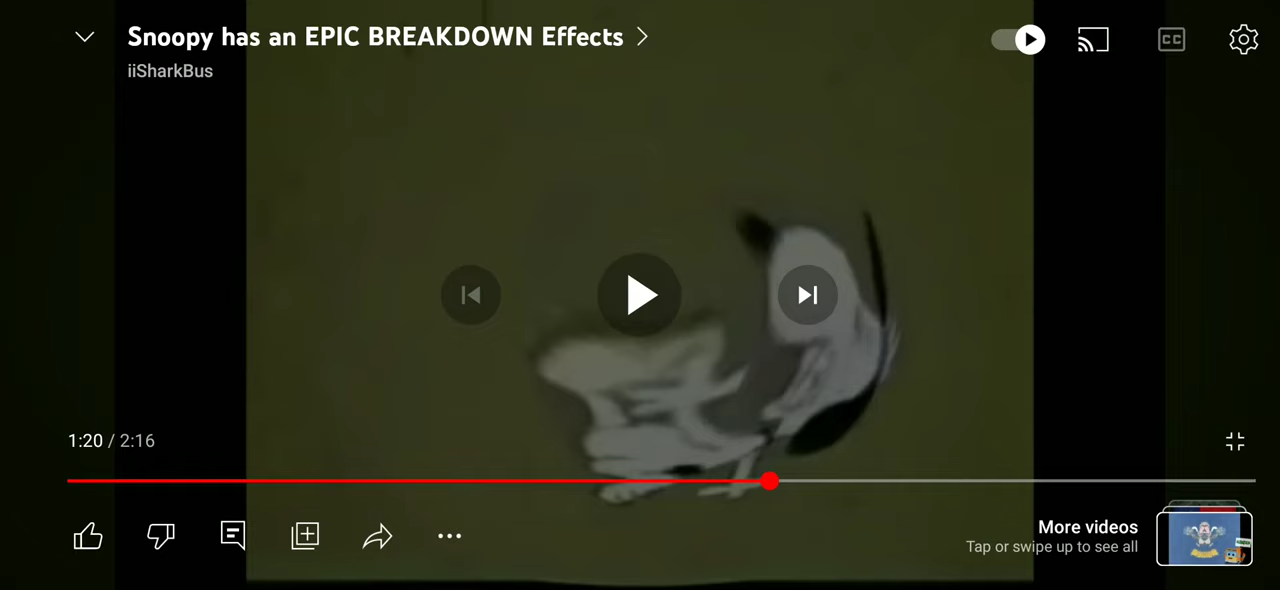 Snoopy has an EPIC BREAKDOWN Effects
iiSharkBus
CC
1:20 / 2:16
More videos
Tap or swipe up to see all